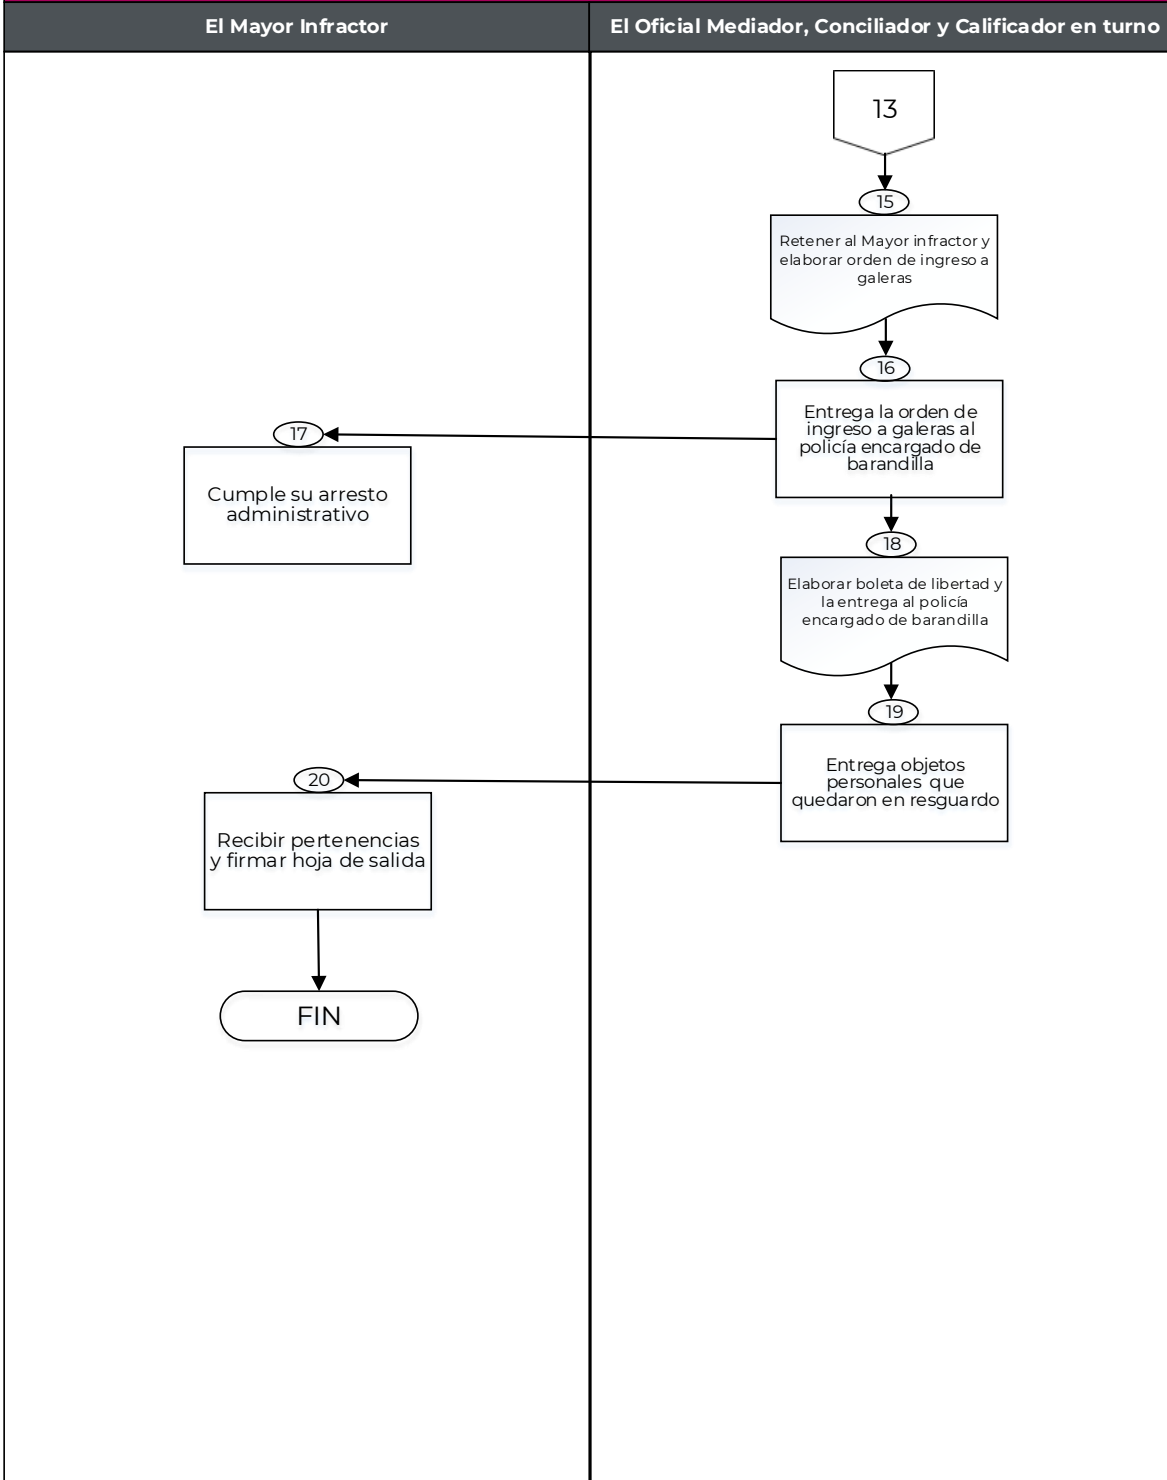 El Mayor Infractor
El Oficial Mediador, Conciliador y Calificador en turno
13
15
Retener al Mayor infractor y
elaborar orden de ingreso a
galeras
16
Entrega la orden de
ingreso a galeras al
policía encargado de
barandilla
17
Cumple su arresto
administrativo
18
Elaborar boleta de libertad y
la entrega al policía
encargado de barandilla
19
Entrega objetos
personales que
quedaron en resguardo
20
Recibir pertenencias
y firmar hoja de salida
FIN